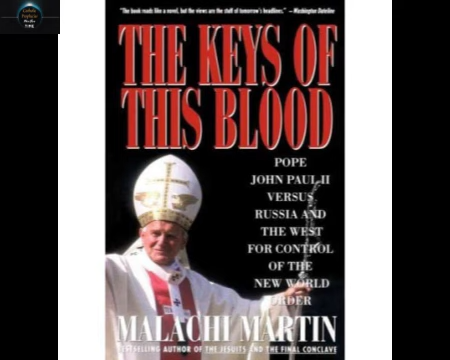 "The book reads like a novel, but the views are the stuff of tomorrow's headlines." —Washington Dateline
THE KEYS OF
THIS BLOOD
POPE
JOHN PAUL II
VERSUS
RUSSIA AND
THE WEST
FOR CONTROL
OF THE
NEW WORLD
ORDER
MALACHI MARTIN
BESTSELLING AUTHOR OF THE JESUITS AND THE FINAL CONCLAVE